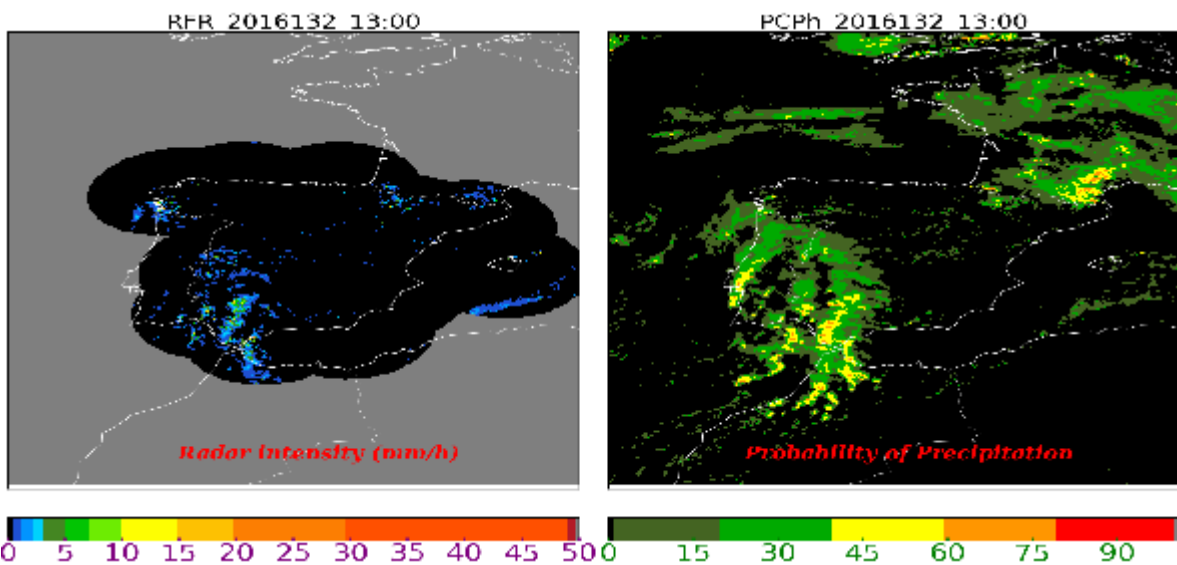 RFR 2016132 13:00
PCPh 2016132 13:00
Radar intensity (mm/h)
Probability of Precipitation
0 5 10 15 20 25 30 35 40 45 50
0 15 30 45 60 75 90